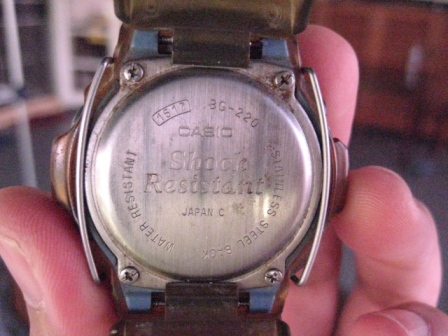 1511 BG-220
CASIO
Shock
Resistant
JAPAN C
WATER RESISTANT
STAINLESS STEEL BACK